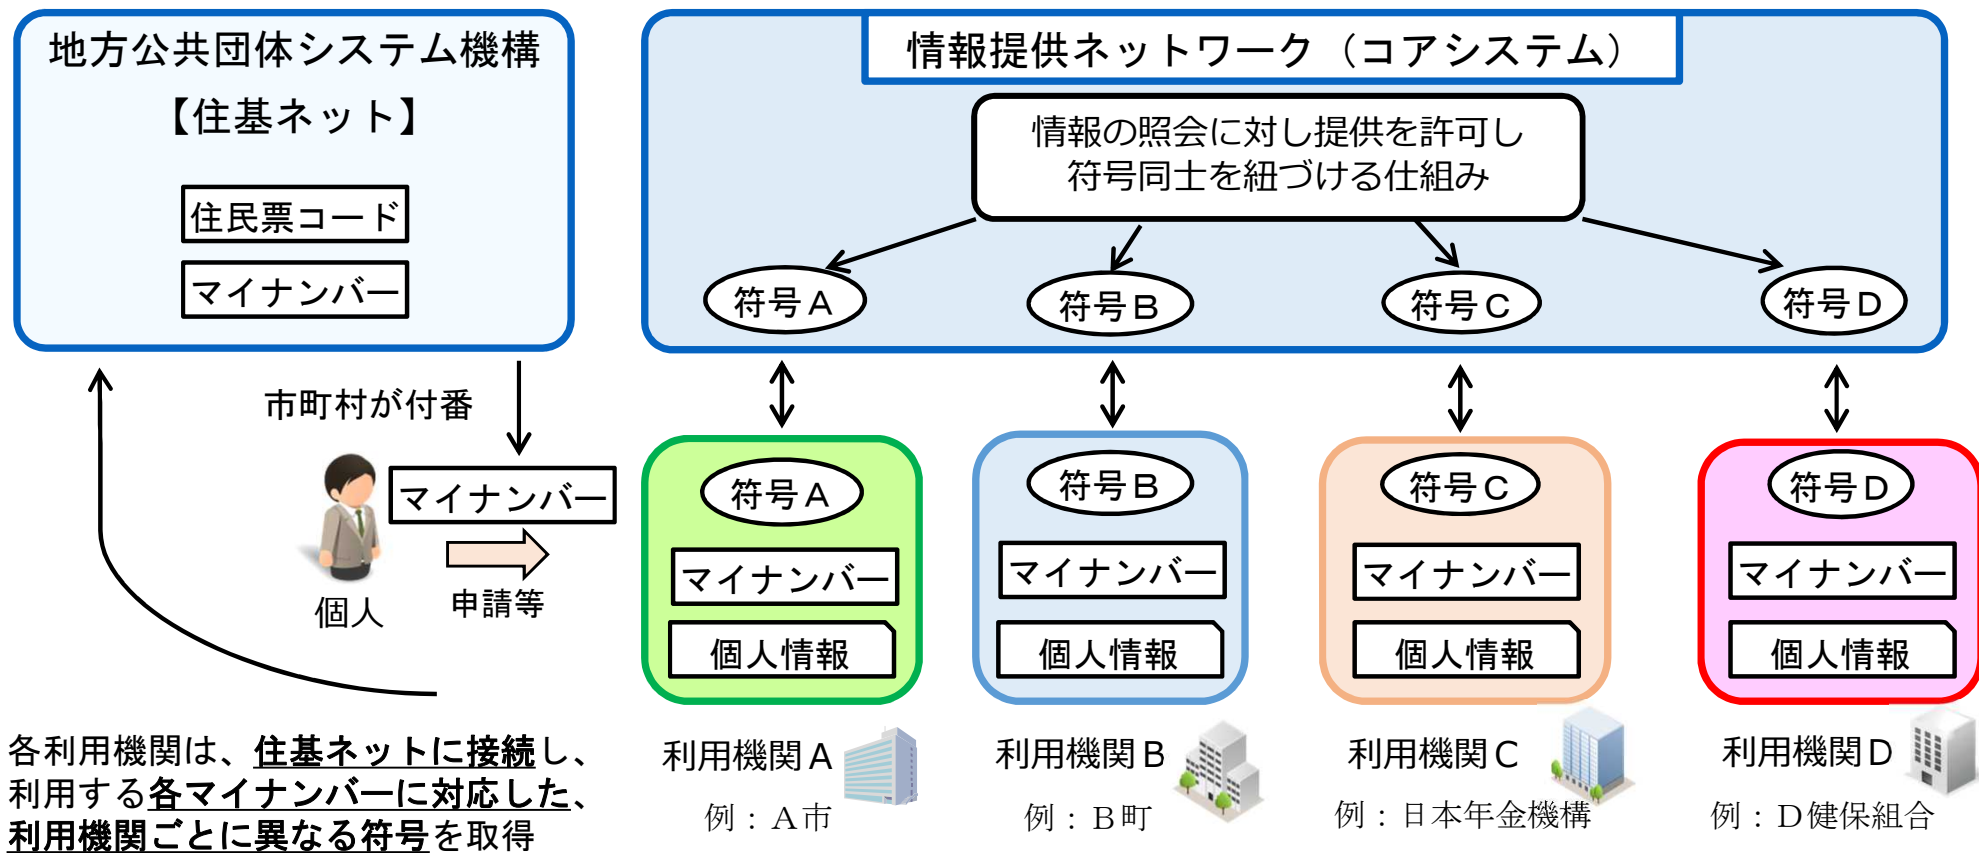 地方公共団体システム機構
【住基ネット】
住民票コード
マイナンバー
情報提供ネットワーク（コアシステム）
情報の照会に対し提供を許可し
符号同士を紐づける仕組み
符号Ａ
符号Ｂ
符号Ｃ
符号Ｄ
市町村が付番
マイナンバー
個人
申請等
符号Ａ
マイナンバー
個人情報
符号Ｂ
マイナンバー
個人情報
符号Ｃ
マイナンバー
個人情報
符号Ｄ
マイナンバー
個人情報
各利用機関は、住基ネットに接続し、
利用する各マイナンバーに対応した、
利用機関ごとに異なる符号を取得
利用機関Ａ
例：Ａ市
利用機関Ｂ
例：Ｂ町
利用機関Ｃ
例：日本年金機構
利用機関Ｄ
例：Ｄ健保組合